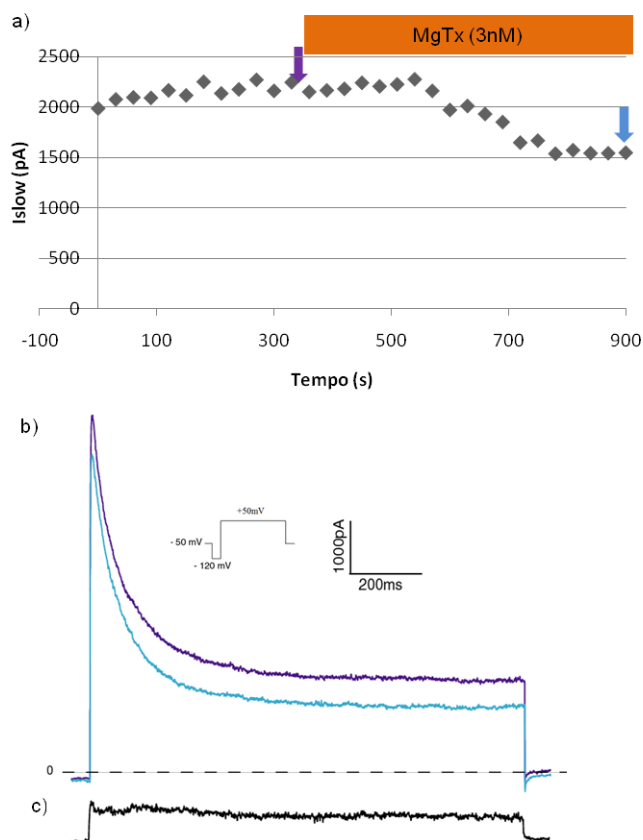 a)
MgTx (3nM)
2500
2000
1500
1000
500
0
Islow (pA)
-100 100 300 500 700 900
Tempo (s)
b)
+50mV
- 50 mV
- 120 mV
1000pA
200ms
0
c)